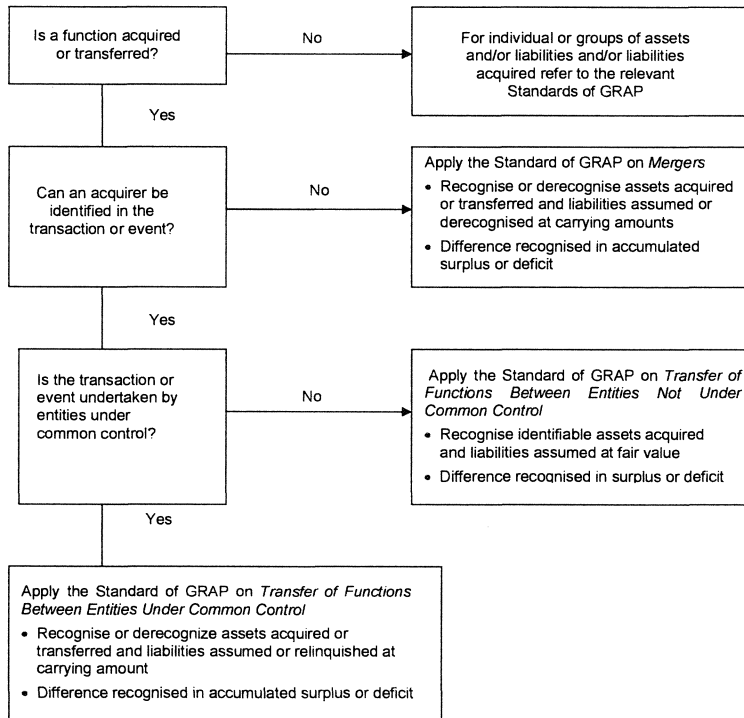 Is a function acquired
or transferred?
No
For individual or groups of assets
and/or liabilities and/or liabilities
acquired refer to the relevant
Standards of GRAP
Yes
Can an acquirer be
identified in the
transaction or event?
No
Apply the Standard of GRAP on Mergers
• Recognise or derecognise assets acquired
or transferred and liabilities assumed or
derecognised at carrying amounts
• Difference recognised in accumulated
surplus or deficit
Yes
Is the transaction or
event undertaken by
entities under
common control?
No
Apply the Standard of GRAP on Transfer of
Functions Between Entities Not Under
Common Control
• Recognise identifiable assets acquired
and liabilities assumed at fair value
• Difference recognised in surplus or deficit
Yes
Apply the Standard of GRAP on Transfer of Functions
Between Entities Under Common Control
• Recognise or derecognize assets acquired or
transferred and liabilities assumed or relinquished at
carrying amount
• Difference recognised in accumulated surplus or deficit